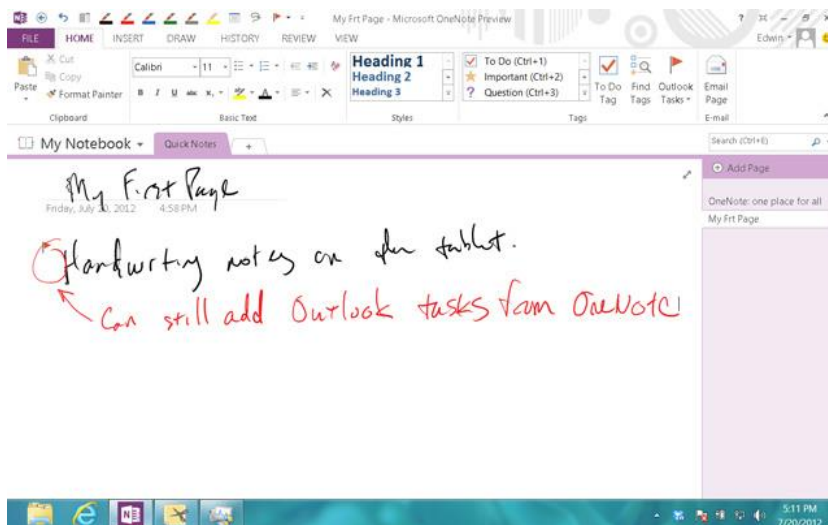 My Frt Page - Microsoft OneNote Preview
FILE HOME INSERT DRAW HISTORY REVIEW VIEW
Edwin
Paste
Cut
Copy
Format Painter
Clipboard
Calibri 11
B I U abc X
Basic Text
Heading 1
Heading 2
Heading 3
Styles
To Do (Ctrl+1)
Important (Ctrl+2)
Question (Ctrl+3)
To Do Tag
Find Tags
Outlook Tasks
Tags
Email Page
E-mail
My Notebook
Quick Notes
Search (Ctrl+E)
My First Page
Friday, July 20, 2012 4:58 PM
Handwriting notes on the tablet.
Can still add Outlook tasks from OneNote!
Add Page
OneNote: one place for all
My Frt Page
5:11 PM
7/20/2012